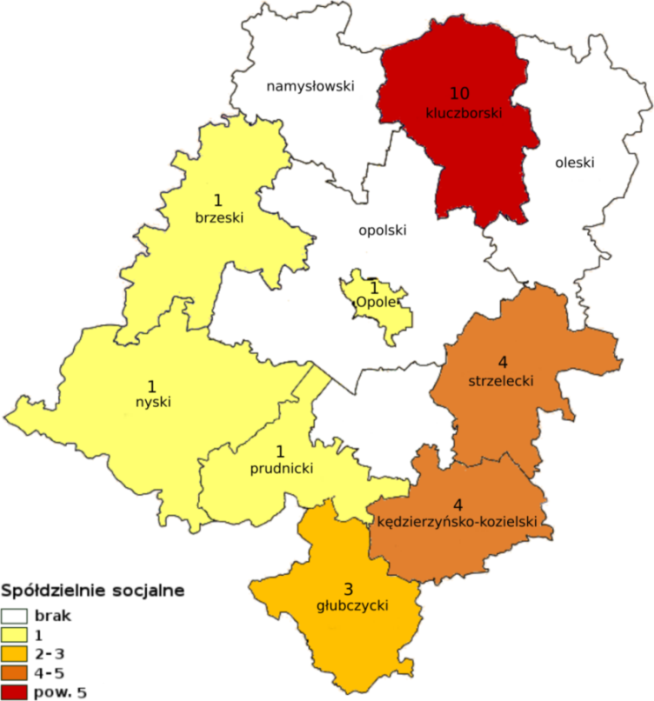 namysłowski
10
kluczborski
oleski
1
brzeski
opolski
1
Opole
4
strzelecki
1
nyski
1
prudnicki
4
kędzierzyńsko-kozielski
3
głubczycki
Spółdzielnie socjalne
brak
1
2-3
4-5
pow. 5